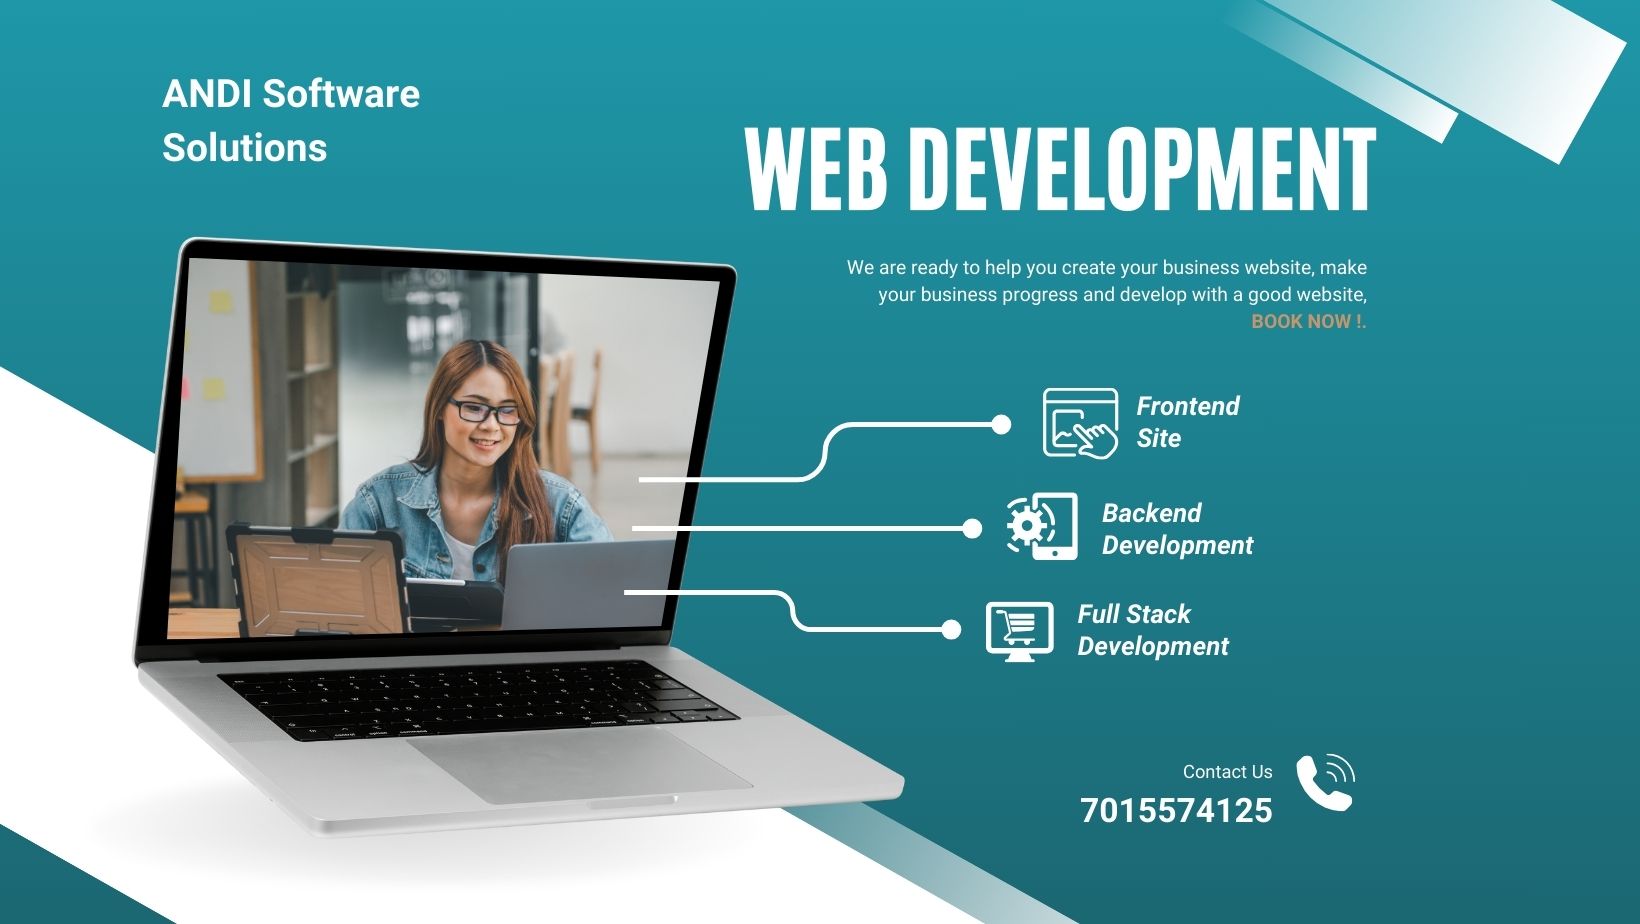 ANDI Software
Solutions
WEB DEVELOPMENT
We are ready to help you create your business website, make
your business progress and develop with a good website,
BOOK NOW !.
Frontend
Site
Backend
Development
Full Stack
Development
Contact Us
7015574125